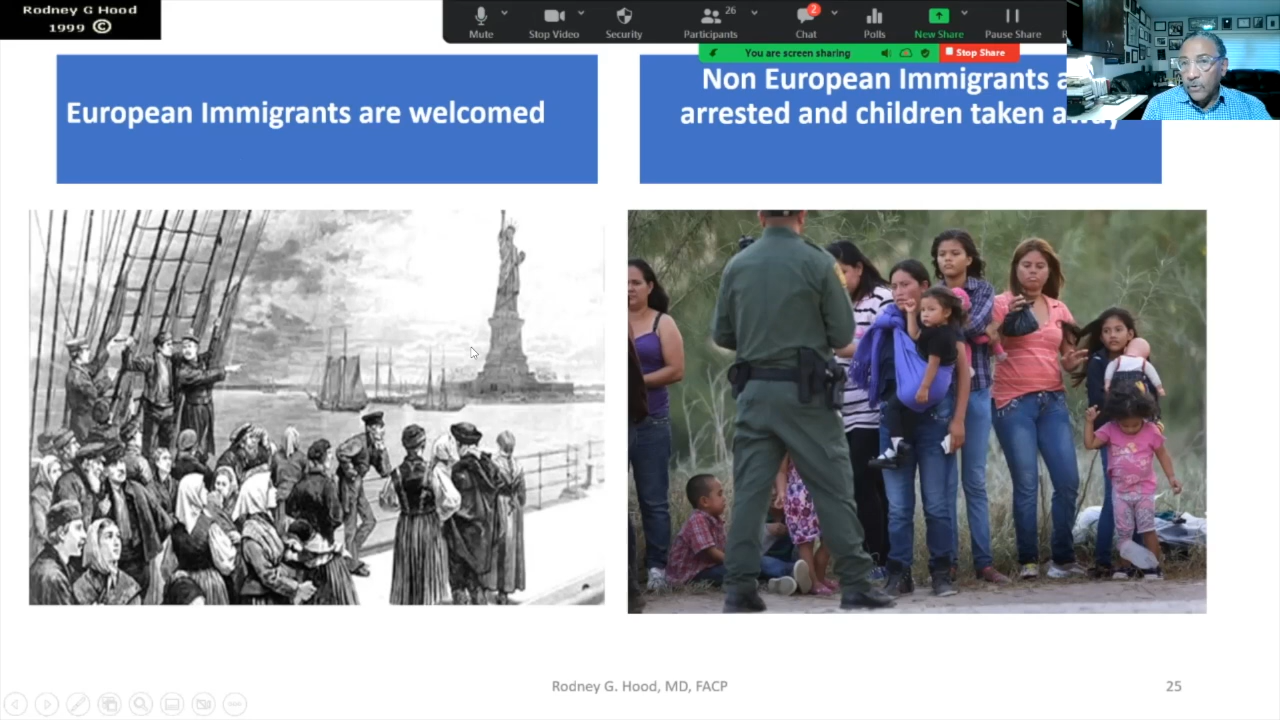 Rodney G Hood
1999 ©
26
2
Mute
Stop Video
Security
Participants
Chat
Polls
New Share
Pause Share
You are screen sharing
Stop Share
European Immigrants are welcomed
Non European Immigrants a
arrested and children taken away
Rodney G. Hood, MD, FACP
25